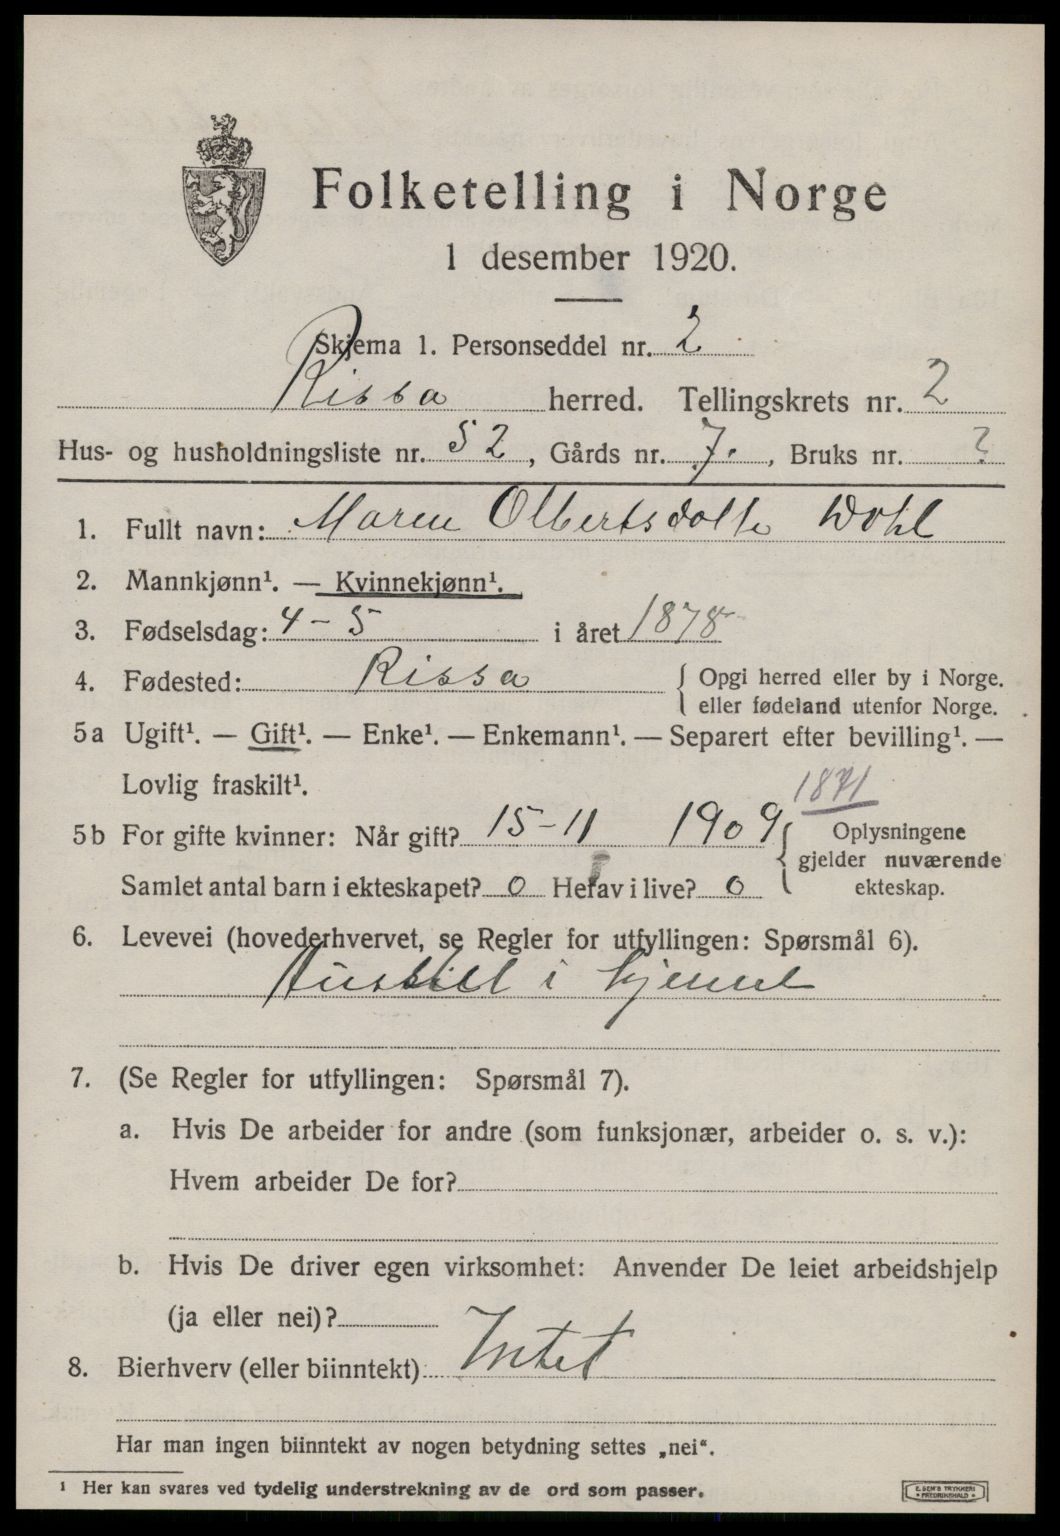 Folketelling i Norge
1 desember 1920.
Skjema 1. Personseddel nr. 2
Rissa herred. Tellingskrets nr. 2
Hus- og husholdningsliste nr. 52, Gårds nr. 7., Bruks nr. ?
1. Fullt navn: Maren Olbertsdotte Wohl
2. Mannkjønn¹. — Kvinnekjønn¹.
3. Fødselsdag: 4-5 i året 1878
4. Fødested: Rissa { Opgi herred eller by i Norge.
eller fødeland utenfor Norge.
5a Ugift¹. — Gift¹. — Enke¹. — Enkemann¹. — Separert efter bevilling¹. —
Lovlig fraskilt¹.
1871
5b For gifte kvinner: Når gift? 15-11 1909 { Oplysningene
gjelder nuværende
Samlet antal barn i ekteskapet? 0 Herav i live? 0 ekteskap.
6. Levevei (hovederhvervet, se Regler for utfyllingen: Spørsmål 6).
Husstell i hjemmet
7. (Se Regler for utfyllingen: Spørsmål 7).
a. Hvis De arbeider for andre (som funksjonær, arbeider o. s. v.):
Hvem arbeider De for?
b. Hvis De driver egen virksomhet: Anvender De leiet arbeidshjelp
(ja eller nei)?
8. Bierhverv (eller biinntekt) Intet
Har man ingen biinntekt av nogen betydning settes „nei“.
¹ Her kan svares ved tydelig understrekning av de ord som passer.
E. SEM'S TRYKKERI
FREDRIKSHALD